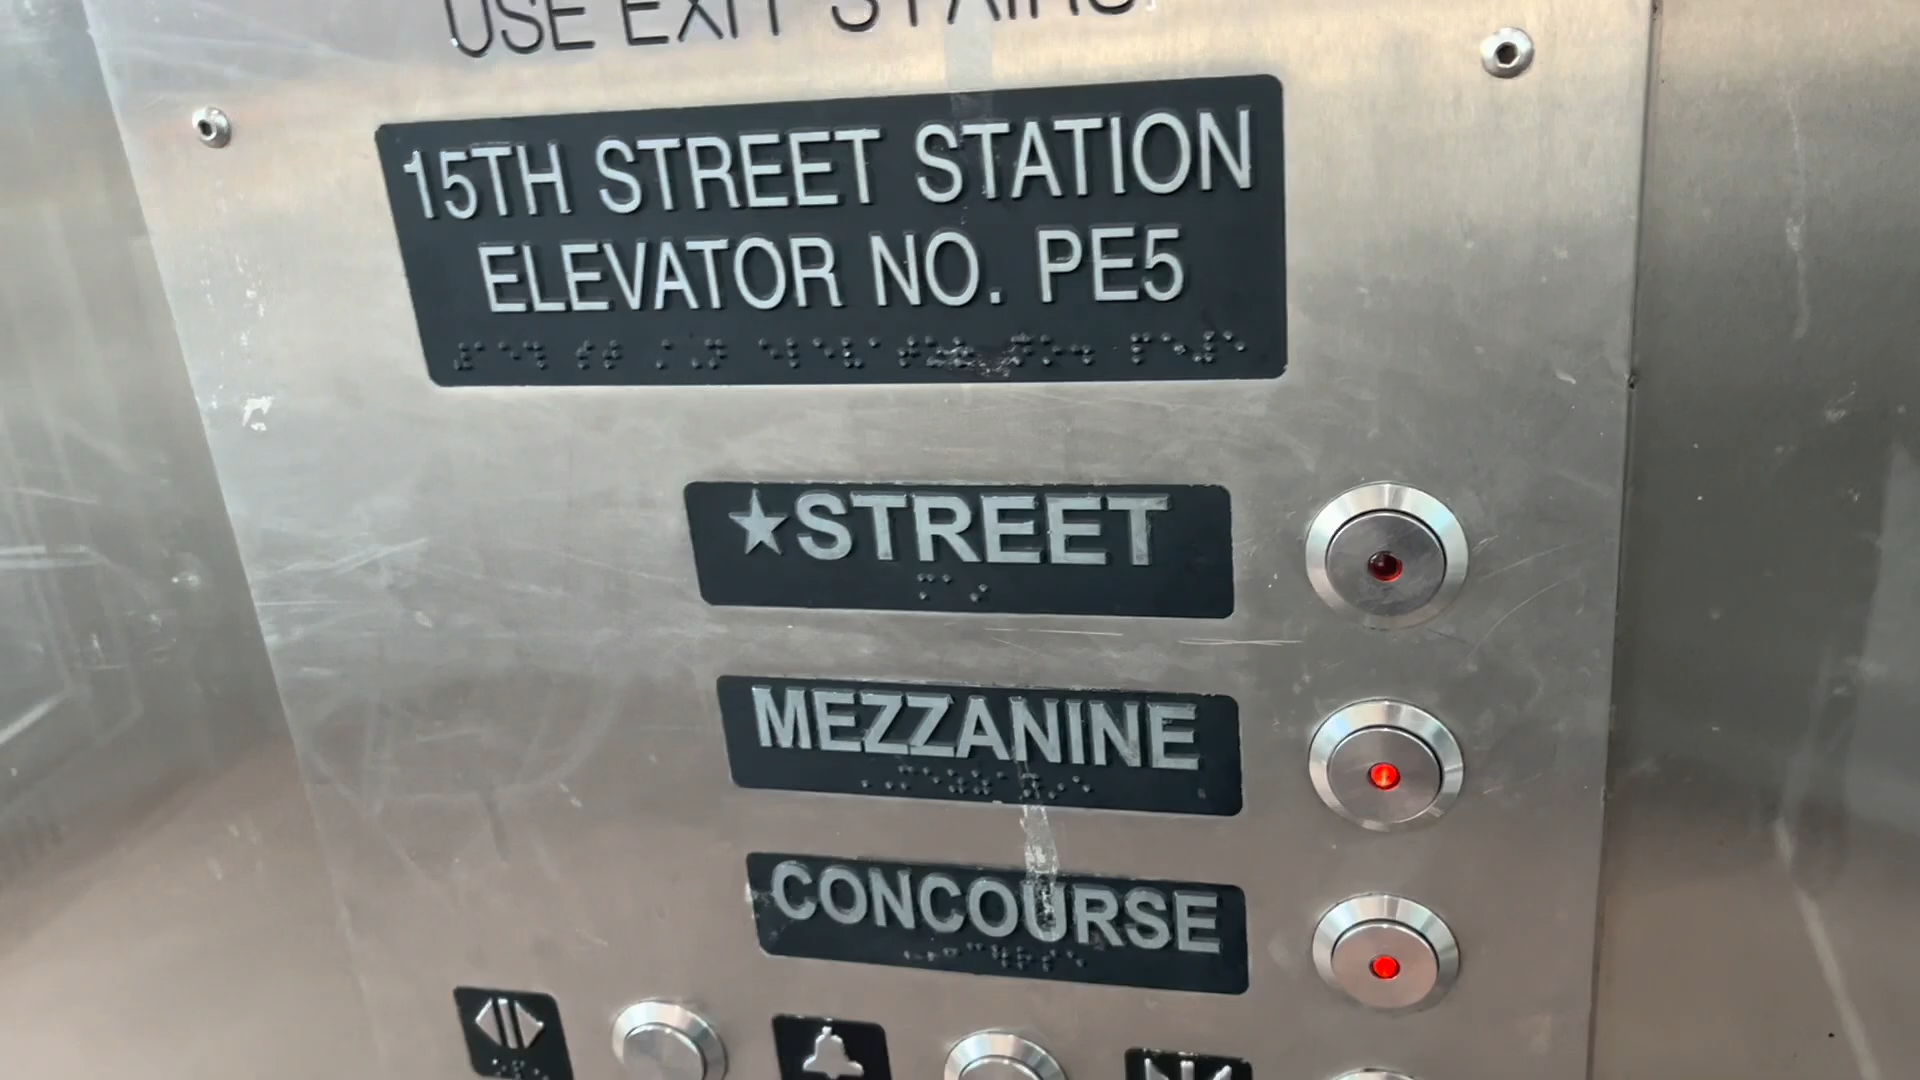 USE EXIT STAIRS
15TH STREET STATION
ELEVATOR NO. PE5
★STREET
MEZZANINE
CONCOURSE